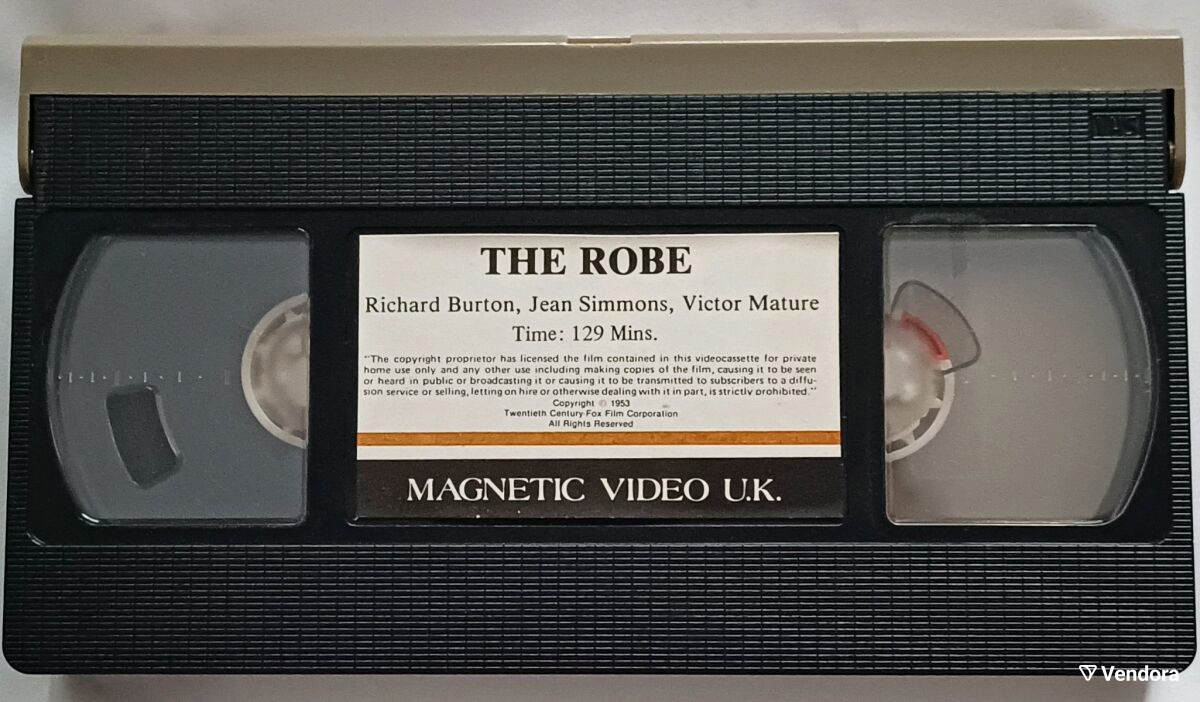 VHS
THE ROBE
Richard Burton, Jean Simmons, Victor Mature
Time: 129 Mins.
"The copyright proprietor has licensed the film contained in this videocassette for private
home use only and any other use including making copies of the film, causing it to be seen
or heard in public or broadcasting it or causing it to be transmitted to subscribers to a diffu-
sion service or selling, letting on hire or otherwise dealing with it in part, is strictly prohibited."
Copyright © 1953
Twentieth Century-Fox Film Corporation
All Rights Reserved
MAGNETIC VIDEO U.K.
Vendora